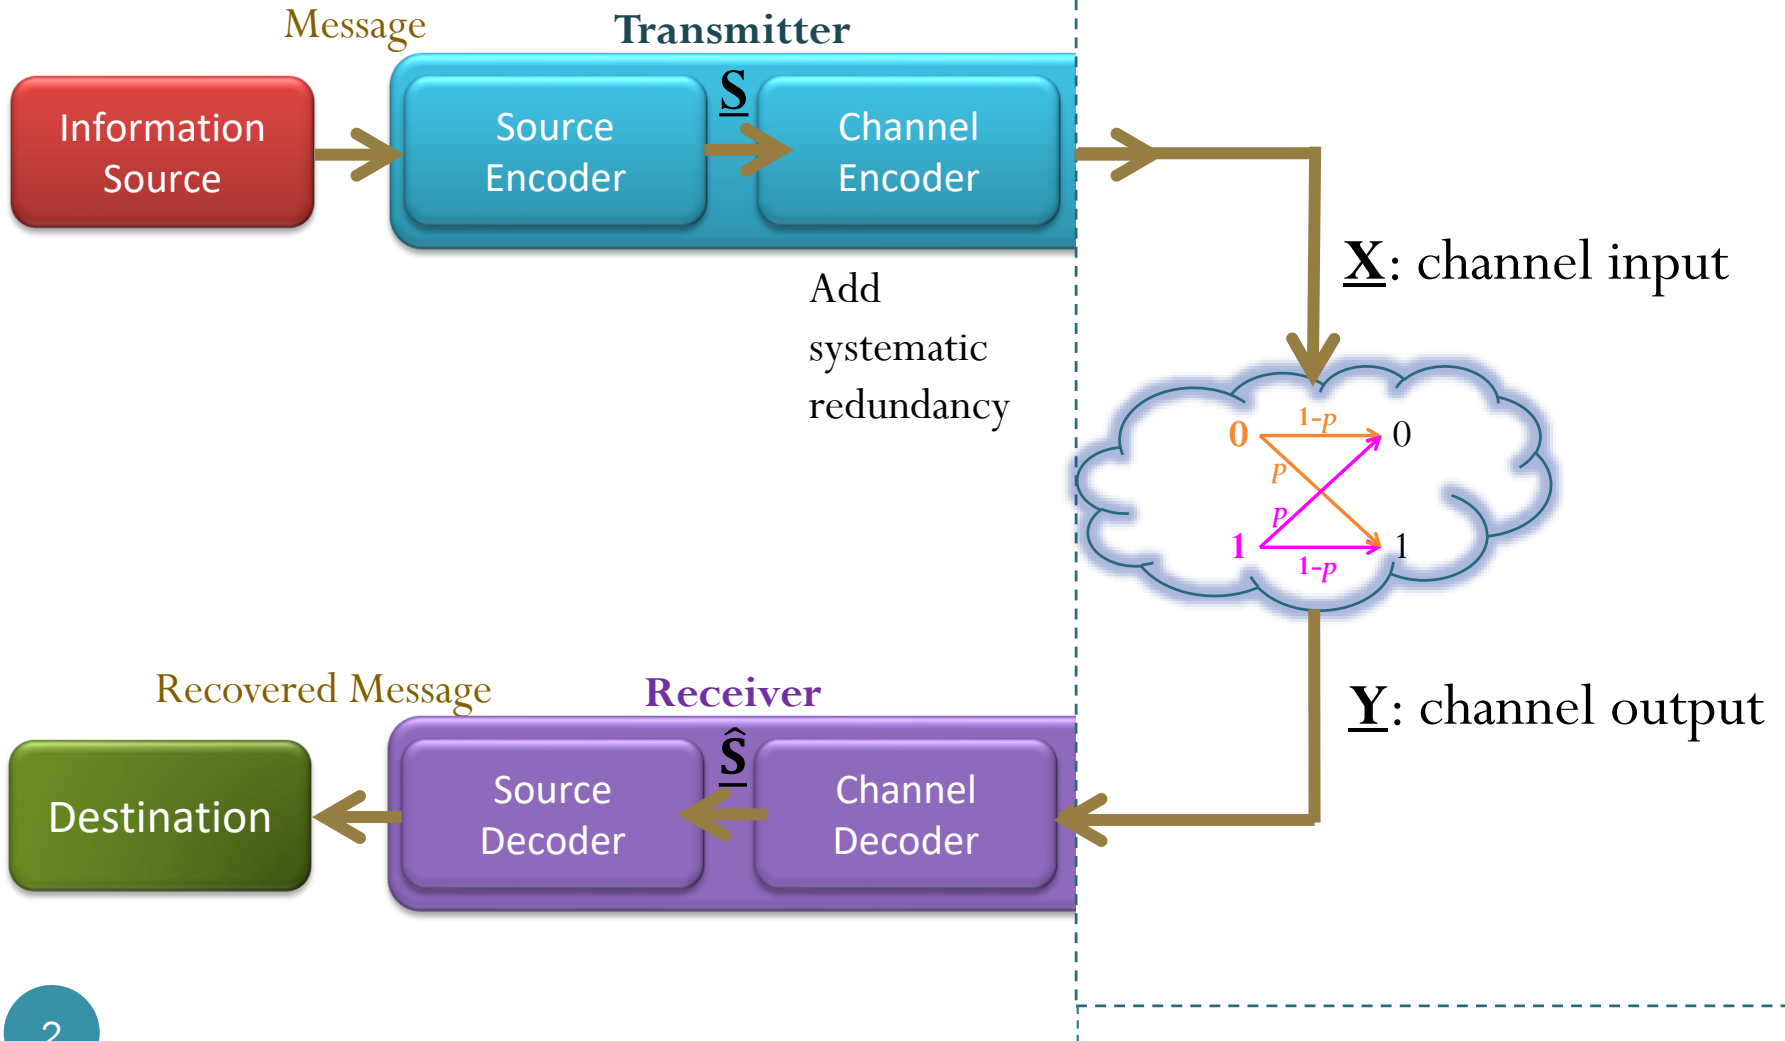 Message
Transmitter
Information
Source
Source
Encoder
S
Channel
Encoder
Add
systematic
redundancy
X: channel input
1-p
0
0
p
p
1
1
1-p
Recovered Message
Receiver
Y: channel output
Destination
Source
Decoder
Ŝ
Channel
Decoder
2